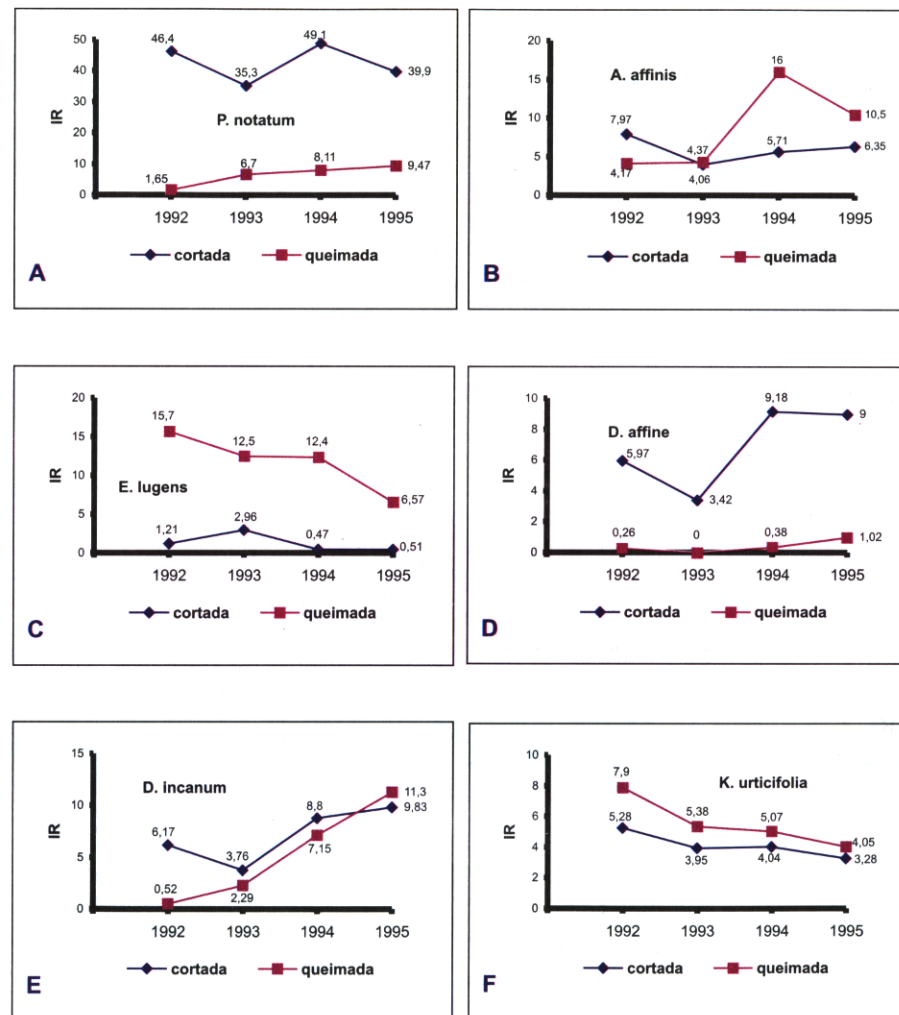 50
40
30
20
10
0
IR
46,4
35,3
49,1
39,9
P. notatum
1,65
6,7
8,11
9,47
1992 1993 1994 1995
cortada queimada
A
20
15
10
5
0
IR
A. affinis
16
10,5
7,97
4,37
5,71
6,35
4,17
4,06
1992 1993 1994 1995
cortada queimada
B
20
15
10
5
0
IR
15,7
12,5
12,4
6,57
E. lugens
1,21
2,96
0,47
0,51
1992 1993 1994 1995
cortada queimada
C
10
8
6
4
2
0
IR
9,18
9
D. affine
5,97
3,42
0,26
0
0,38
1,02
1992 1993 1994 1995
cortada queimada
D
15
10
5
0
IR
D. incanum
11,3
9,83
6,17
3,76
8,8
7,15
0,52
2,29
1992 1993 1994 1995
cortada queimada
E
10
8
6
4
2
0
IR
K. urticifolia
7,9
5,38
5,07
4,05
5,28
3,95
4,04
3,28
1992 1993 1994 1995
cortada queimada
F